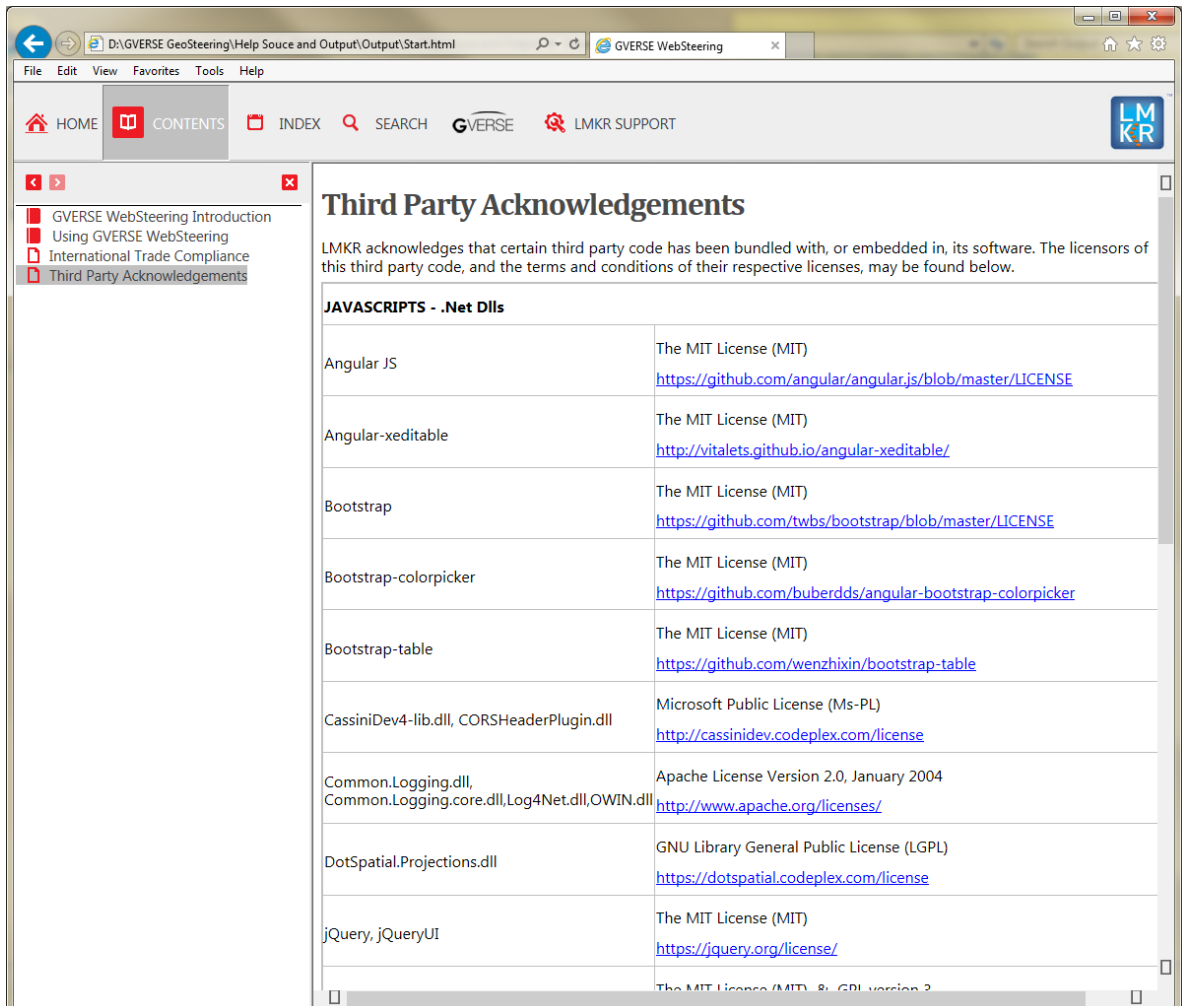 D:\GVERSE GeoSteering\Help Souce and Output\Output\Start.html
GVERSE WebSteering
File Edit View Favorites Tools Help
HOME CONTENTS INDEX SEARCH GVERSE LMKR SUPPORT
LM
KR
GVERSE WebSteering Introduction
Using GVERSE WebSteering
International Trade Compliance
Third Party Acknowledgements
Third Party Acknowledgements
LMKR acknowledges that certain third party code has been bundled with, or embedded in, its software. The licensors of
this third party code, and the terms and conditions of their respective licenses, may be found below.
JAVASCRIPTS - .Net Dlls
Angular JS
The MIT License (MIT)
https://github.com/angular/angular.js/blob/master/LICENSE
Angular-xeditable
The MIT License (MIT)
http://vitalets.github.io/angular-xeditable/
Bootstrap
The MIT License (MIT)
https://github.com/twbs/bootstrap/blob/master/LICENSE
Bootstrap-colorpicker
The MIT License (MIT)
https://github.com/buberdds/angular-bootstrap-colorpicker
Bootstrap-table
The MIT License (MIT)
https://github.com/wenzhixin/bootstrap-table
CassiniDev4-lib.dll, CORSHeaderPlugin.dll
Microsoft Public License (Ms-PL)
http://cassinidev.codeplex.com/license
Common.Logging.dll,
Common.Logging.core.dll,Log4Net.dll,OWIN.dll
Apache License Version 2.0, January 2004
http://www.apache.org/licenses/
DotSpatial.Projections.dll
GNU Library General Public License (LGPL)
https://dotspatial.codeplex.com/license
jQuery, jQueryUI
The MIT License (MIT)
https://jquery.org/license/
The MIT License (MIT) & GPL version 2